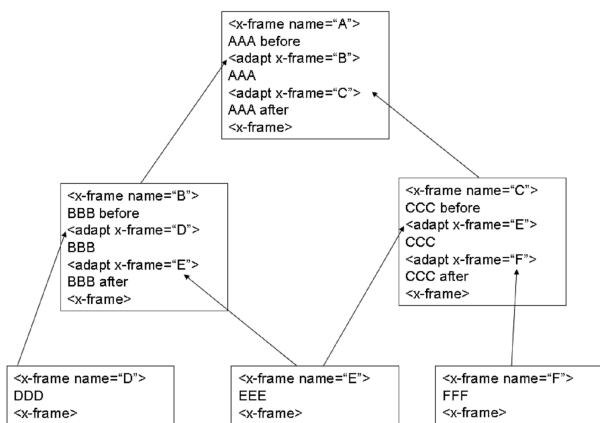 <x-frame name=“A”>
AAA before
<adapt x-frame=“B”>
AAA
<adapt x-frame=“C”>
AAA after
<x-frame>
<x-frame name=“B”>
BBB before
<adapt x-frame=“D”>
BBB
<adapt x-frame=“E”>
BBB after
<x-frame>
<x-frame name=“C”>
CCC before
<adapt x-frame=“E”>
CCC
<adapt x-frame=“F”>
CCC after
<x-frame>
<x-frame name=“D”>
DDD
<x-frame>
<x-frame name=“E”>
EEE
<x-frame>
<x-frame name=“F”>
FFF
<x-frame>